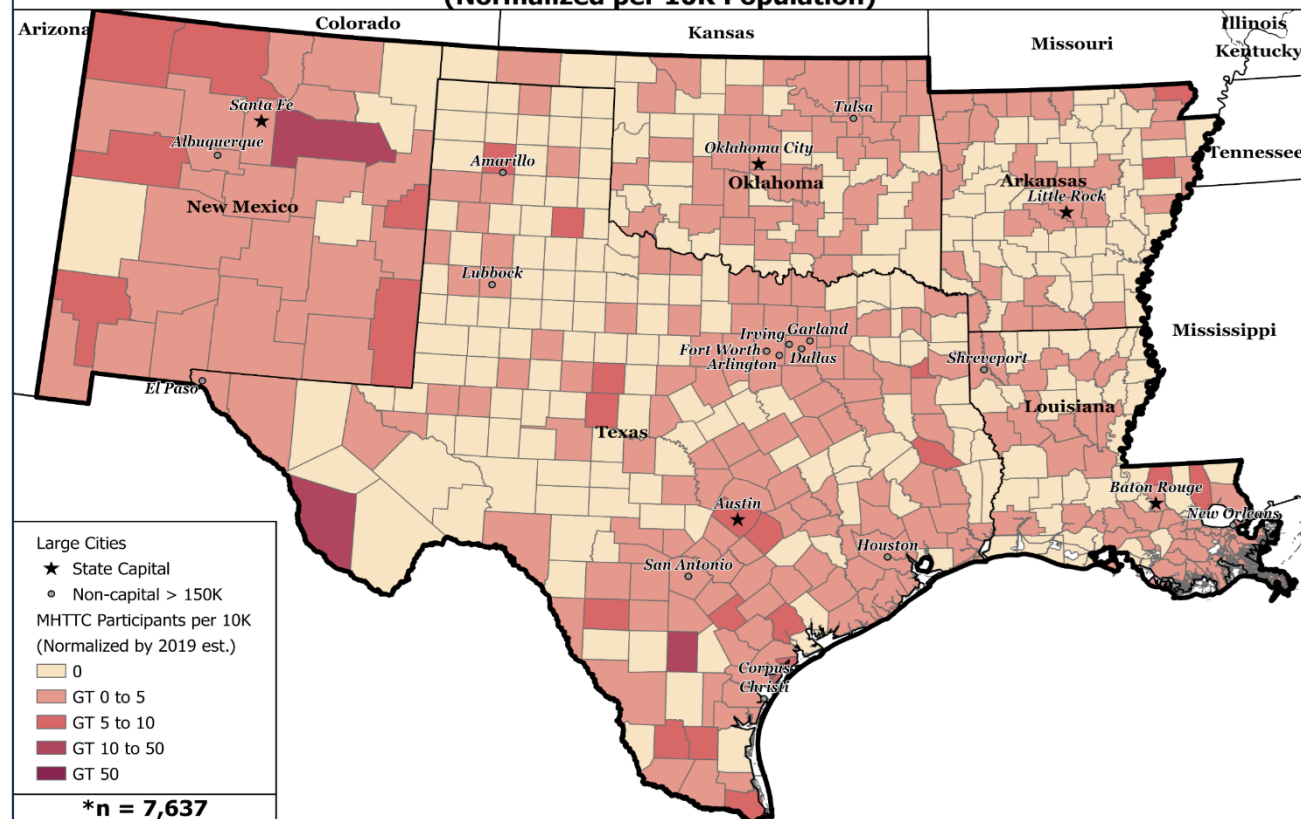 (Normalized per 10K Population)
Arizona
Colorado
Kansas
Missouri
Illinois
Kentucky
Santa Fe
Albuquerque
New Mexico
Amarillo
Lubbock
Oklahoma City
Oklahoma
Tulsa
Arkansas
Little Rock
Tennessee
Mississippi
El Paso
Irving
Garland
Fort Worth
Dallas
Arlington
Shreveport
Louisiana
Texas
Austin
San Antonio
Houston
Baton Rouge
New Orleans
Corpus
Christi
Large Cities
State Capital
Non-capital > 150K
MHTTC Participants per 10K
(Normalized by 2019 est.)
0
GT 0 to 5
GT 5 to 10
GT 10 to 50
GT 50
*n = 7,637